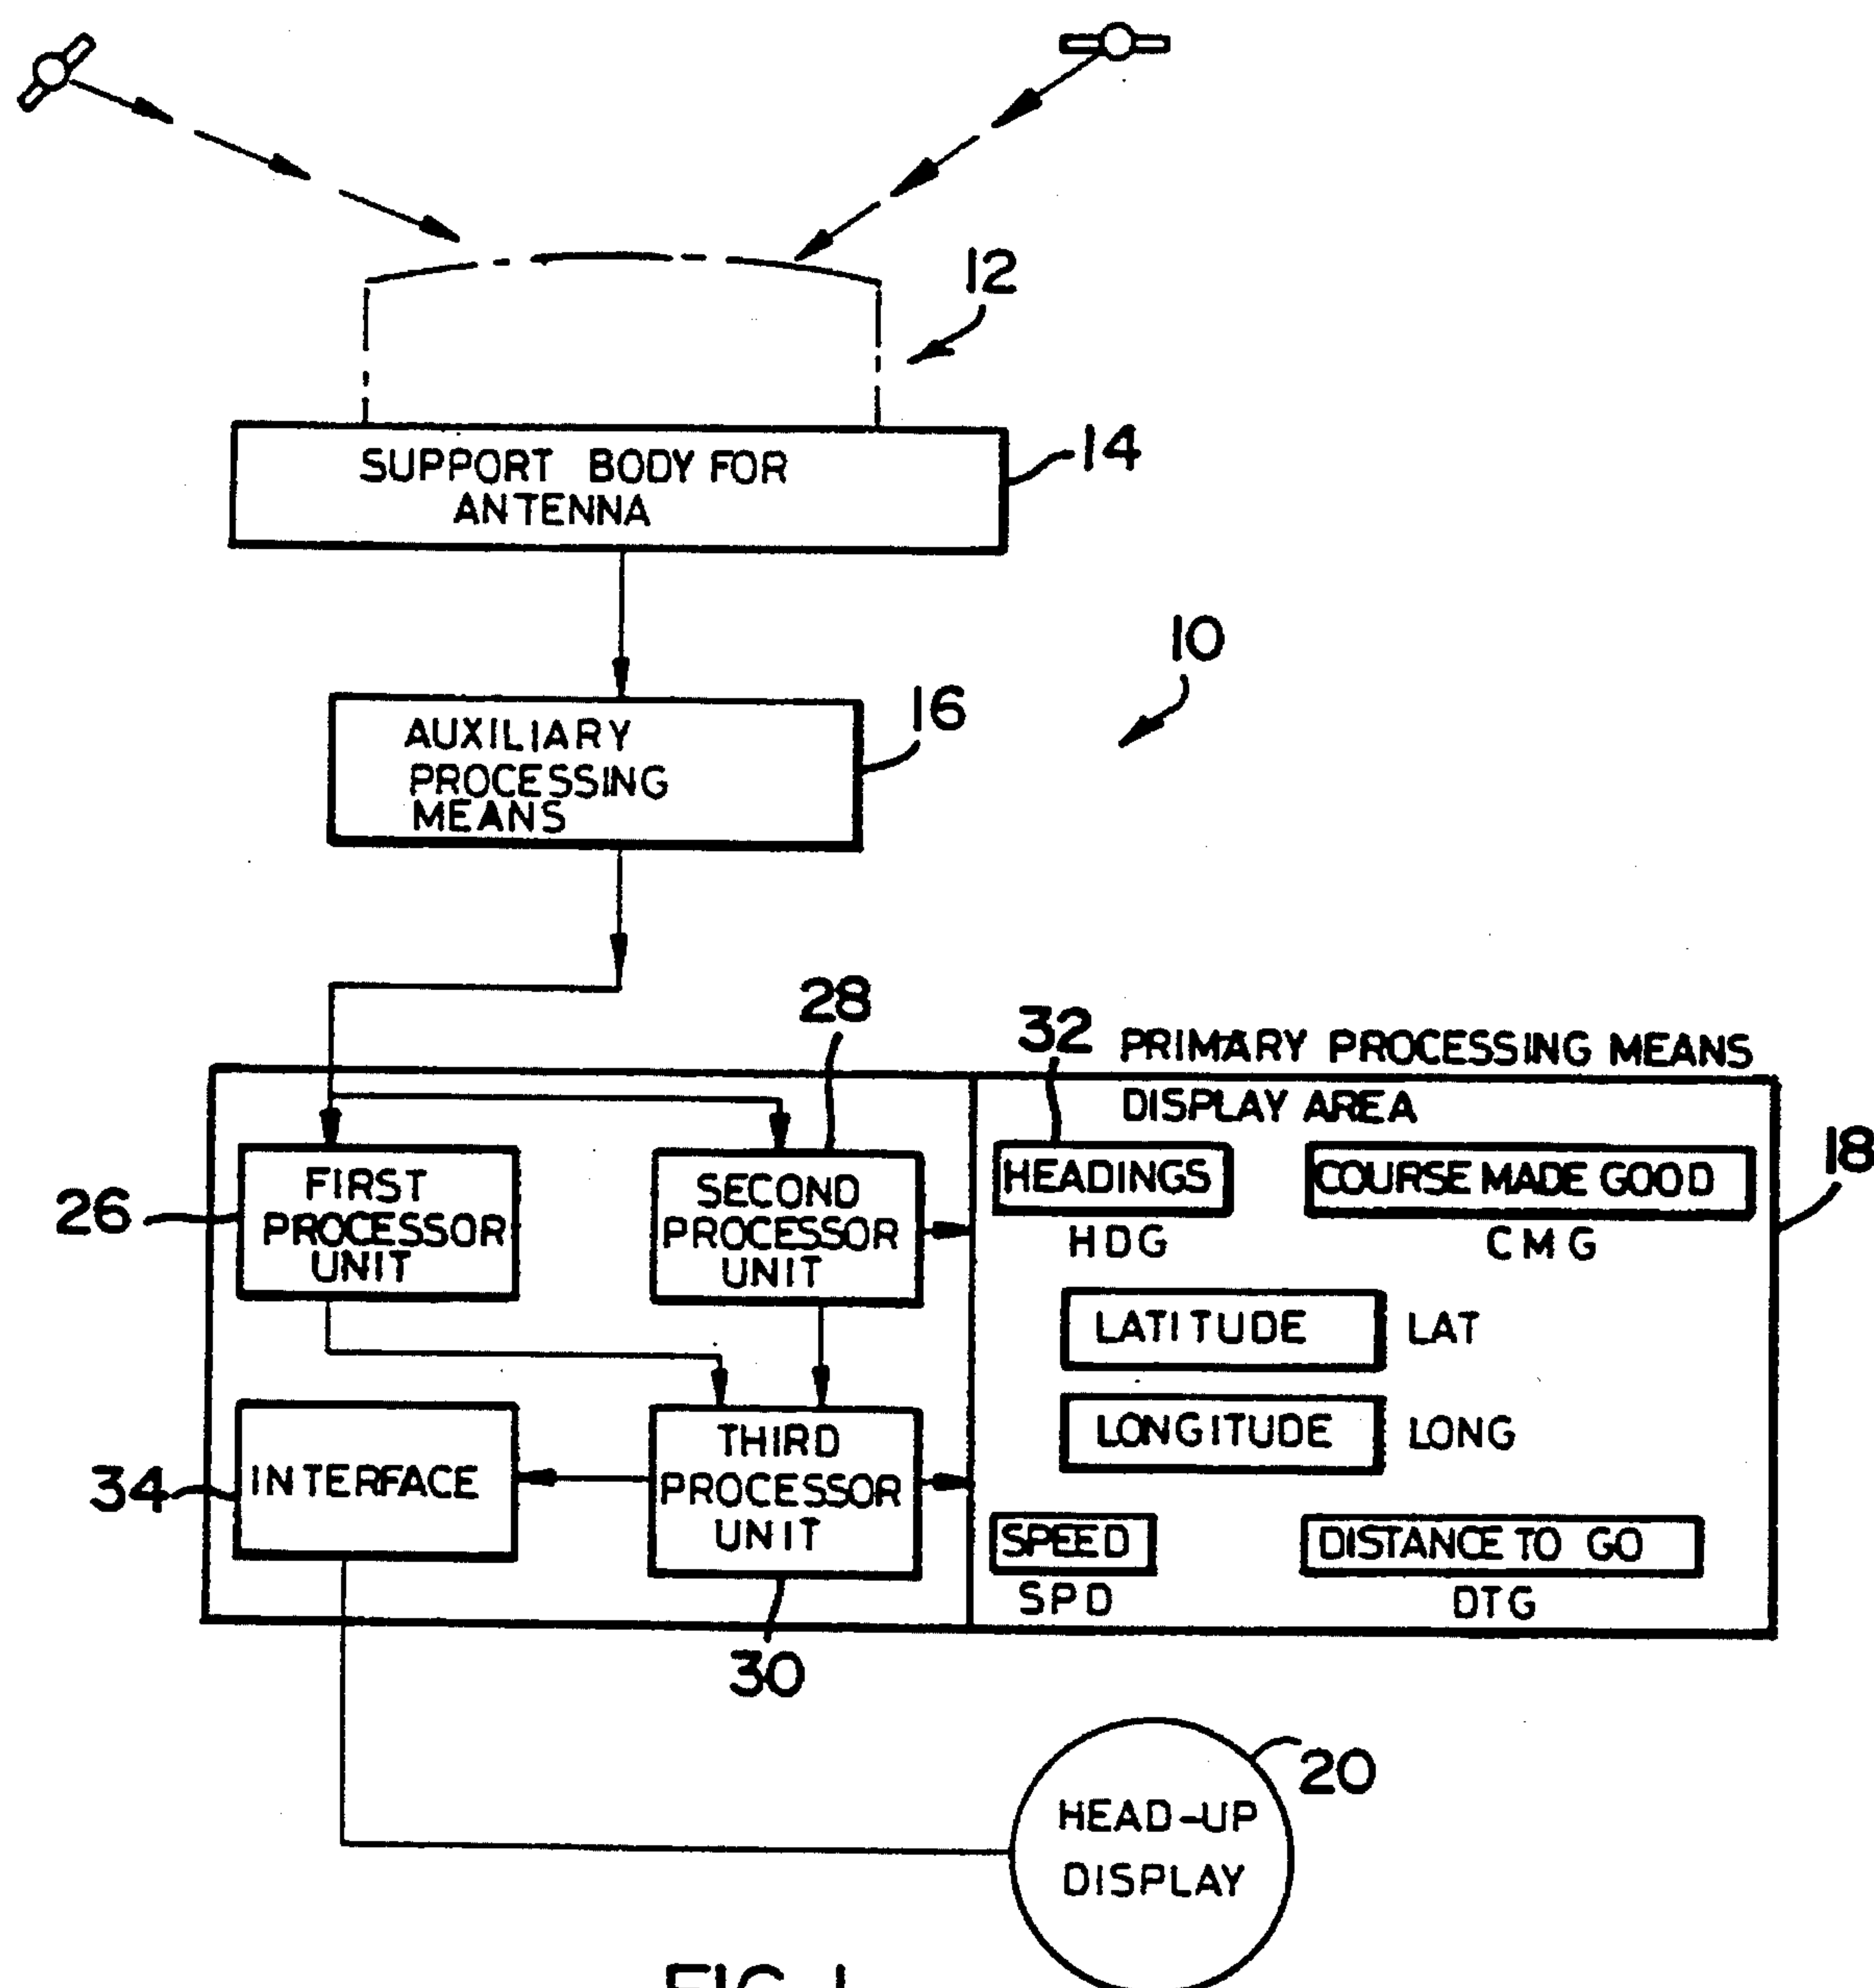 12
14
SUPPORT BODY FOR
ANTENNA
10
16
AUXILIARY
PROCESSING
MEANS
28
32
PRIMARY PROCESSING MEANS
DISPLAY AREA
18
26
FIRST
PROCESSOR
UNIT
SECOND
PROCESSOR
UNIT
HEADINGS
HDG
COURSE MADE GOOD
CMG
LATITUDE
LAT
LONGITUDE
LONG
34
INTERFACE
THIRD
PROCESSOR
UNIT
SPEED
SPD
DISTANCE TO GO
DTG
30
20
HEAD-UP
DISPLAY
FIG. 1